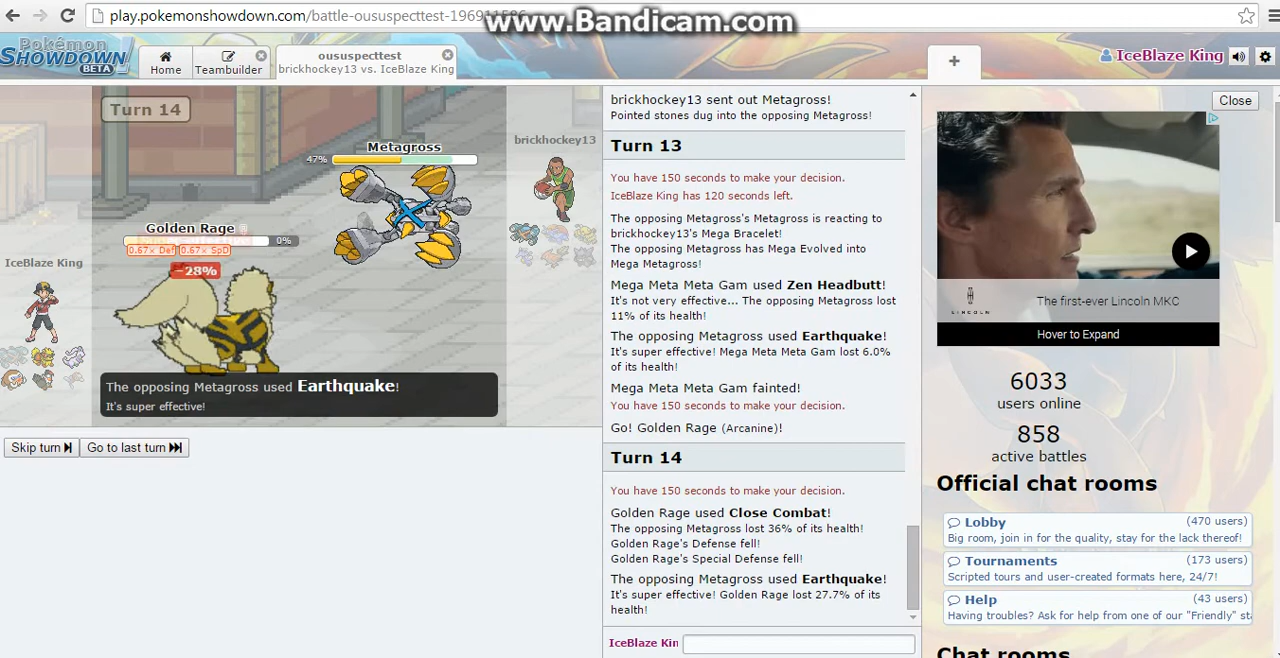 play.pokemonshowdown.com/battle-oususpecttest-196911586
www.Bandicam.com
Pokémon
SHOWDOWN!
BETA
Home
Teambuilder
oususpecttest
brickhockey13 vs. IceBlaze King
+
IceBlaze King
Turn 14
Metagross
47%
Golden Rage
0%
0.67× Def
0.67× SpD
−28%
IceBlaze King
brickhockey13
The opposing Metagross used Earthquake!
It's super effective!
Skip turn
Go to last turn
brickhockey13 sent out Metagross!
Pointed stones dug into the opposing Metagross!
Turn 13
You have 150 seconds to make your decision.
IceBlaze King has 120 seconds left.
The opposing Metagross's Metagross is reacting to
brickhockey13's Mega Bracelet!
The opposing Metagross has Mega Evolved into
Mega Metagross!
Mega Meta Meta Gam used Zen Headbutt!
It's not very effective... The opposing Metagross lost
11% of its health!
The opposing Metagross used Earthquake!
It's super effective! Mega Meta Meta Gam lost 6.0%
of its health!
Mega Meta Meta Gam fainted!
You have 150 seconds to make your decision.
Go! Golden Rage (Arcanine)!
Turn 14
You have 150 seconds to make your decision.
Golden Rage used Close Combat!
The opposing Metagross lost 36% of its health!
Golden Rage's Defense fell!
Golden Rage's Special Defense fell!
The opposing Metagross used Earthquake!
It's super effective! Golden Rage lost 27.7% of its
health!
IceBlaze Kin
Close
LINCOLN
The first-ever Lincoln MKC
Hover to Expand
6033
users online
858
active battles
Official chat rooms
Lobby (470 users)
Big room, join in for the quality, stay for the lack thereof!
Tournaments (173 users)
Scripted tours and user-created formats here, 24/7!
Help (43 users)
Having troubles? Ask for help from one of our "Friendly" sta
Chat rooms